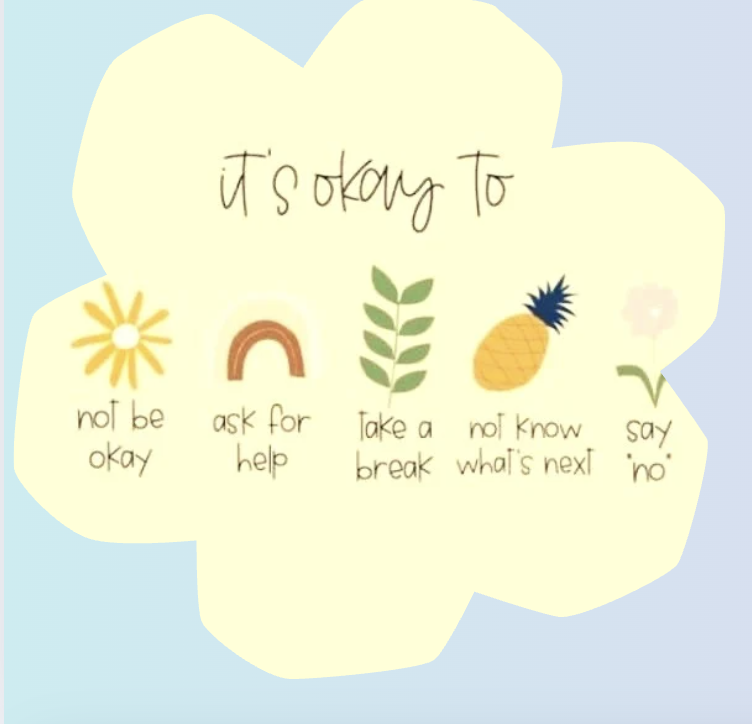 it's okay to
not be
okay
ask for
help
take a
break
not know
what's next
say
'no'